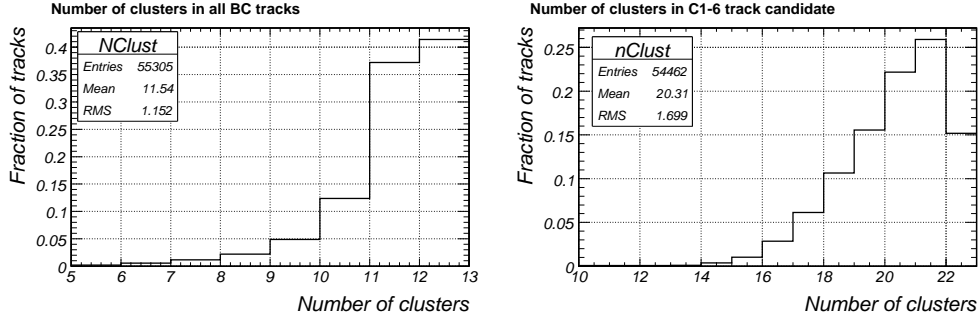 Number of clusters in all BC tracks
Fraction of tracks
0.4
0.35
0.3
0.25
0.2
0.15
0.1
0.05
0
NClust
Entries 55305
Mean 11.54
RMS 1.152
5 6 7 8 9 10 11 12 13
Number of clusters
Number of clusters in C1-6 track candidate
Fraction of tracks
0.25
0.2
0.15
0.1
0.05
0
nClust
Entries 54462
Mean 20.31
RMS 1.699
10 12 14 16 18 20 22
Number of clusters